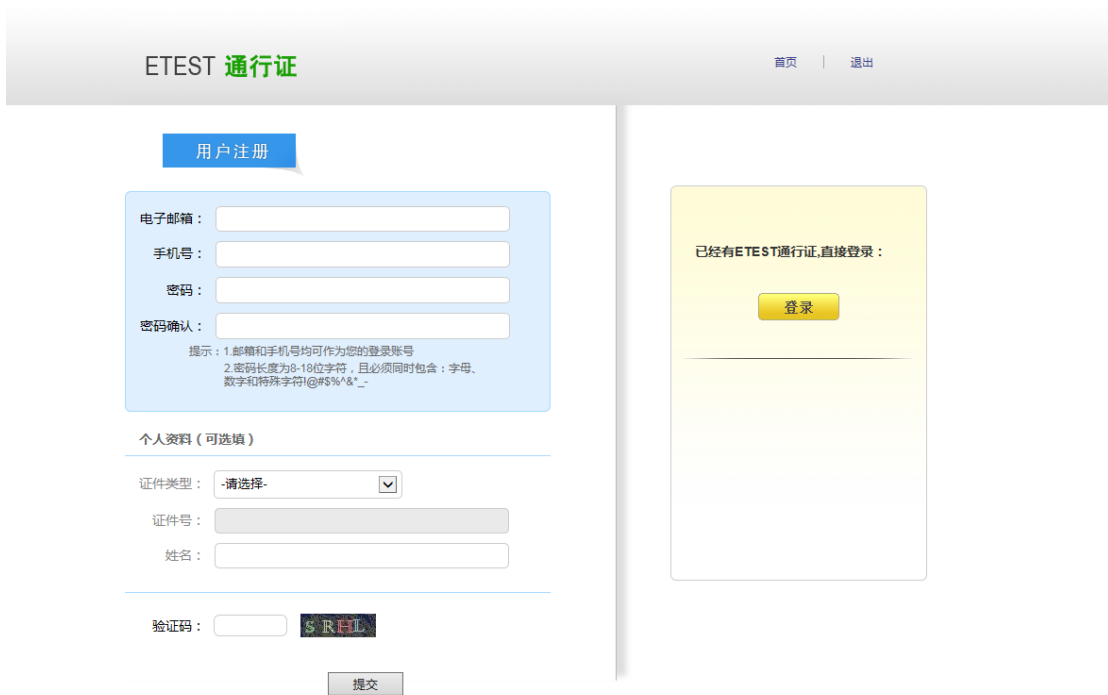 ETEST 通行证
首页
退出
用户注册
电子邮箱：
手机号：
密码：
密码确认：
提示：1.邮箱和手机号均可作为您的登录账号
2.密码长度为8-18位字符，且必须同时包含：字母、
数字和特殊字符!@#$%^&*_-
个人资料（可选填）
证件类型：
-请选择-
证件号：
姓名：
验证码：
SRHL
提交
已经有ETEST通行证,直接登录：
登录